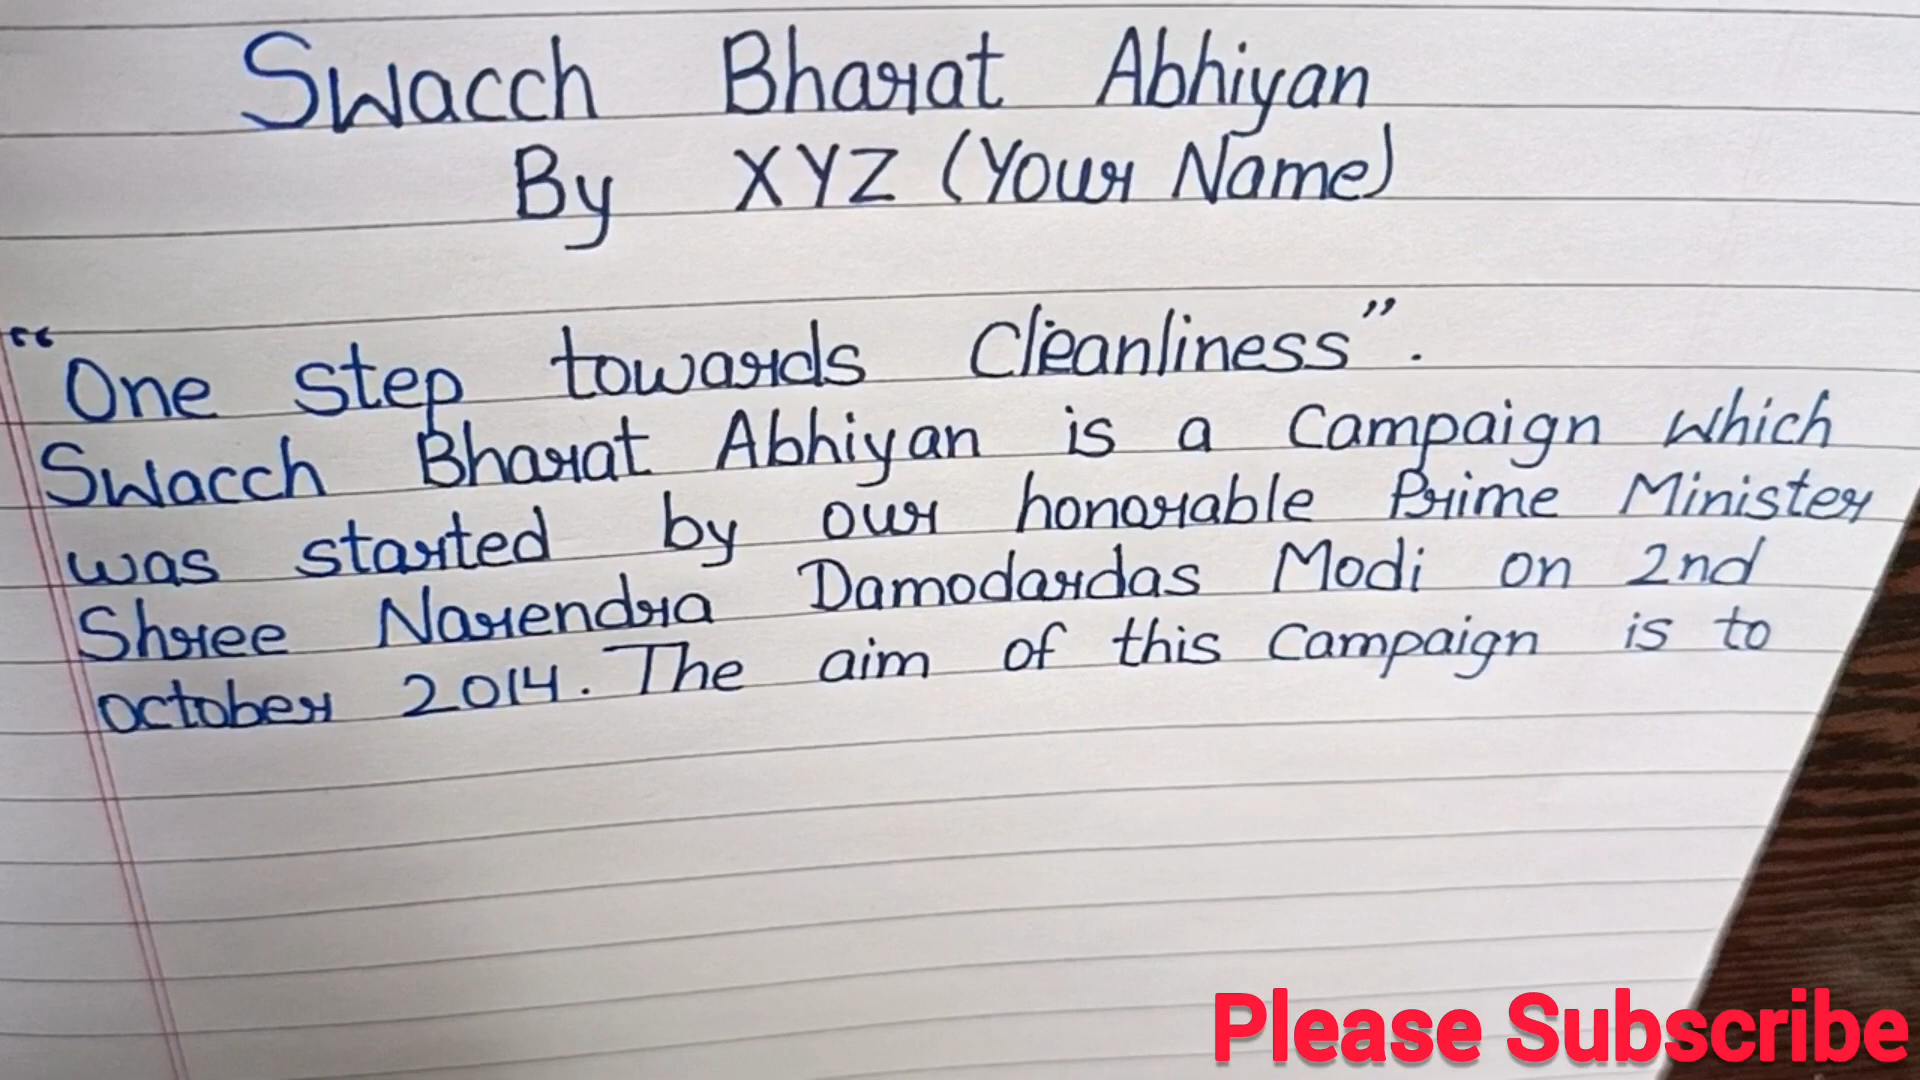 Swacch Bharat Abhiyan
By XYZ (Your Name)
"One step towards Cleanliness".
Swacch Bharat Abhiyan is a Campaign which
was started by our honorable Prime Minister
Shree Narendra Damodardas Modi on 2nd
october 2014. The aim of this Campaign is to
Please Subscribe